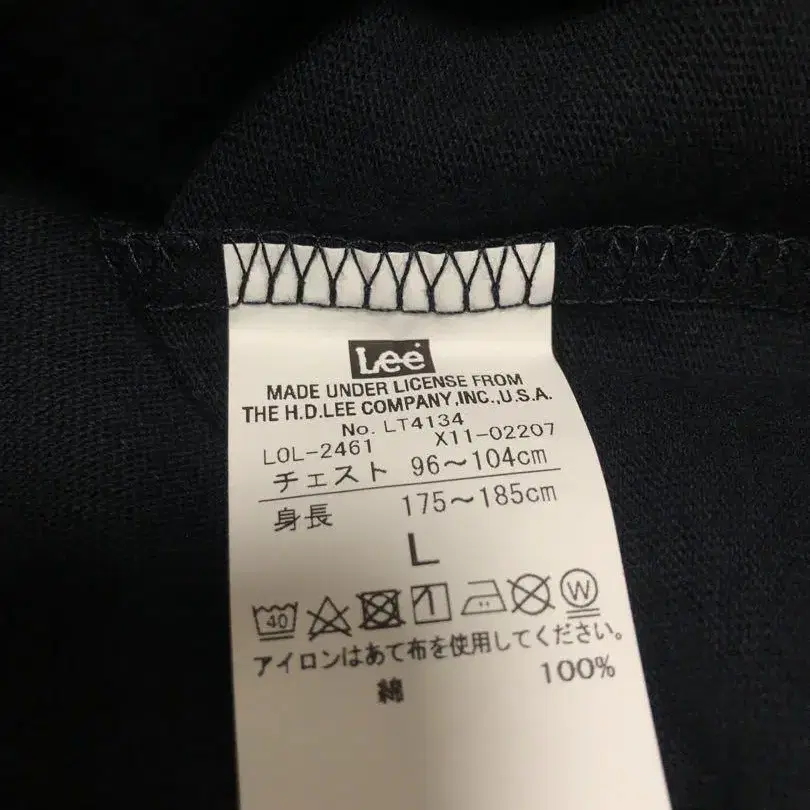 Lee
MADE UNDER LICENSE FROM
THE H.D.LEE COMPANY,INC.,U.S.A.
No. LT4134
LOL-2461 X11-02207
チェスト 96～104cm
身長 175～185cm
L
40 W
アイロンはあて布を使用してください。
綿 100%